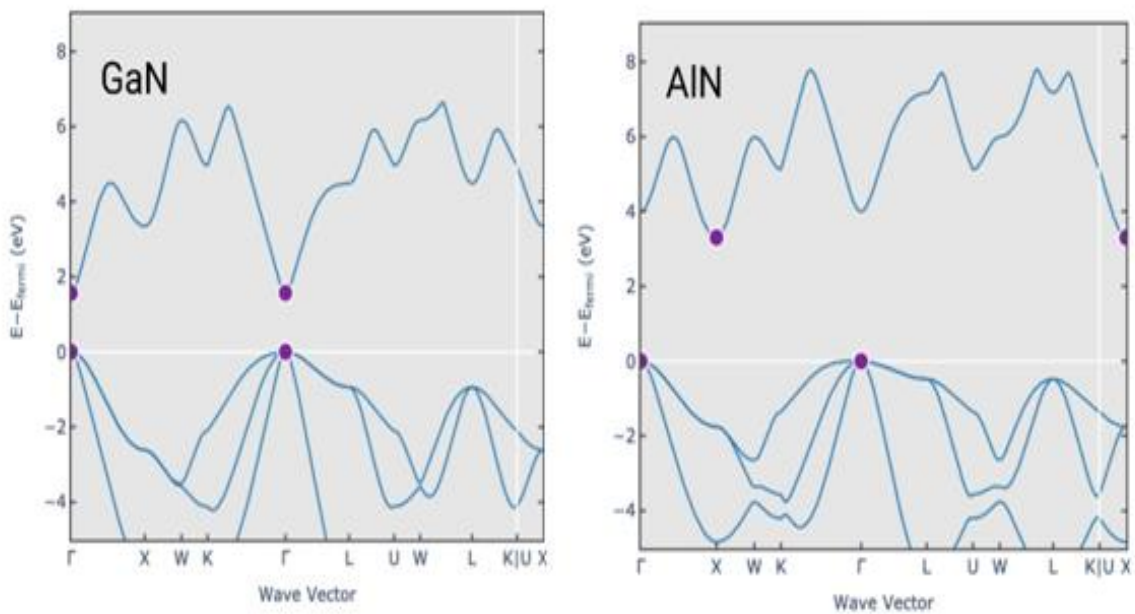 GaN
8
6
4
2
0
−2
−4
E−E_fermi (eV)
Γ X W K Γ L U W L K|U X
Wave Vector
AlN
8
6
4
2
0
−2
−4
E−E_fermi (eV)
Γ X W K Γ L U W L K|U X
Wave Vector